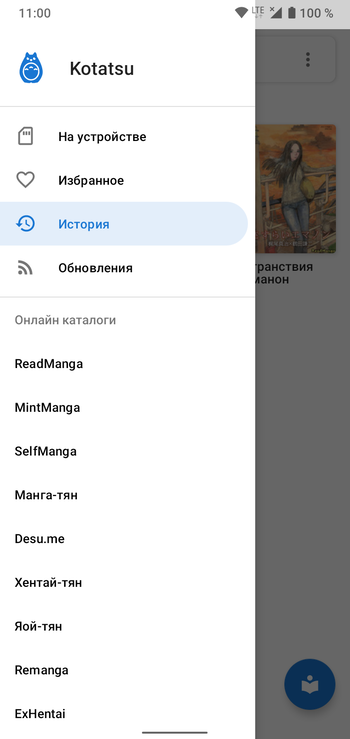 11:00
LTE
100 %
Kotatsu
На устройстве
Избранное
История
Обновления
транствия
манон
Онлайн каталоги
ReadManga
MintManga
SelfManga
Манга-тян
Desu.me
Хентай-тян
Яой-тян
Remanga
ExHentai